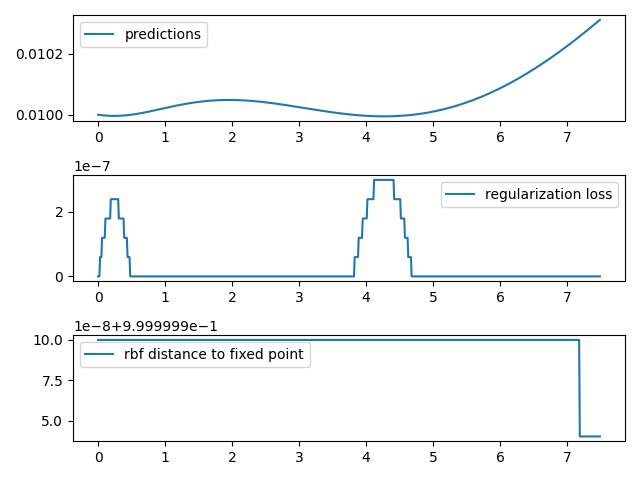 predictions
0.0102
0.0100
0 1 2 3 4 5 6 7
1e−7
regularization loss
2
0
0 1 2 3 4 5 6 7
1e−8+9.999999e−1
10.0
rbf distance to fixed point
7.5
5.0
0 1 2 3 4 5 6 7